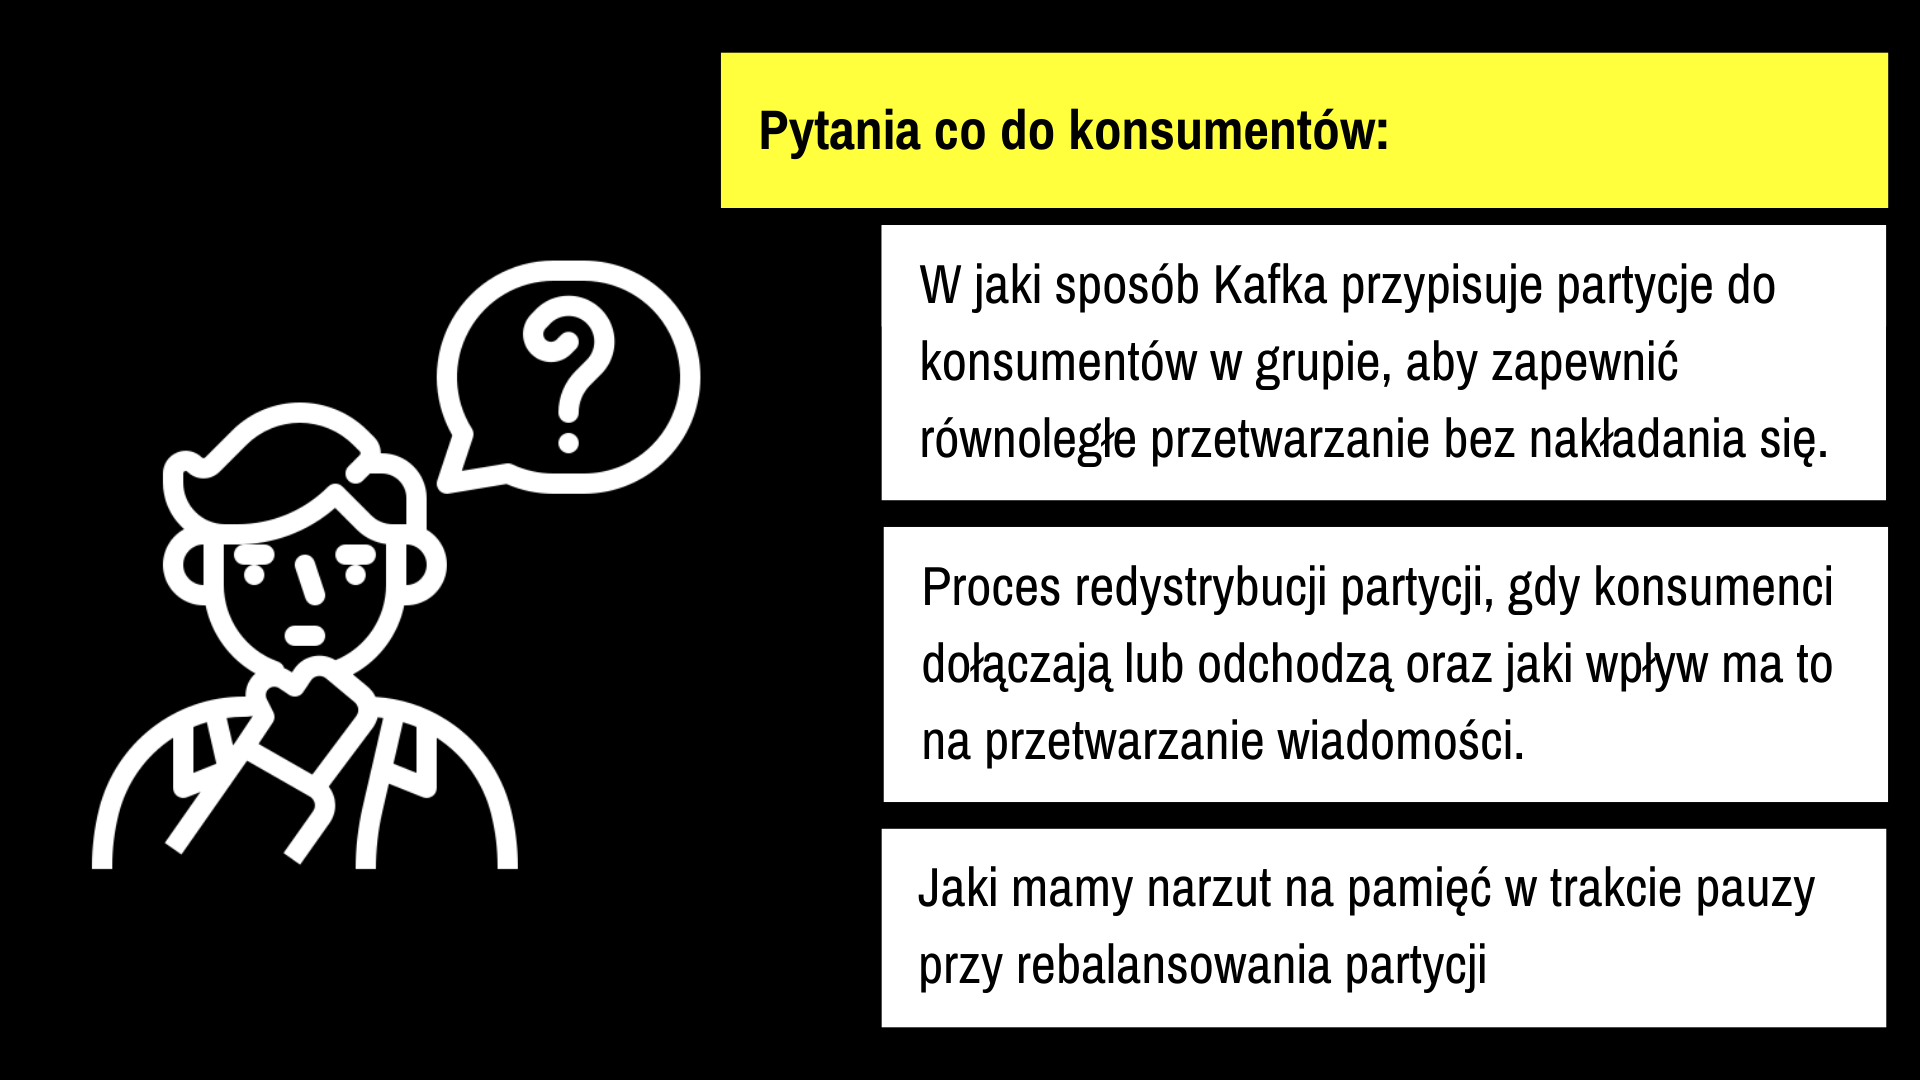 Pytania co do konsumentów:
W jaki sposób Kafka przypisuje partycje do
konsumentów w grupie, aby zapewnić
równoległe przetwarzanie bez nakładania się.
Proces redystrybucji partycji, gdy konsumenci
dołączają lub odchodzą oraz jaki wpływ ma to
na przetwarzanie wiadomości.
Jaki mamy narzut na pamięć w trakcie pauzy
przy rebalansowania partycji
?